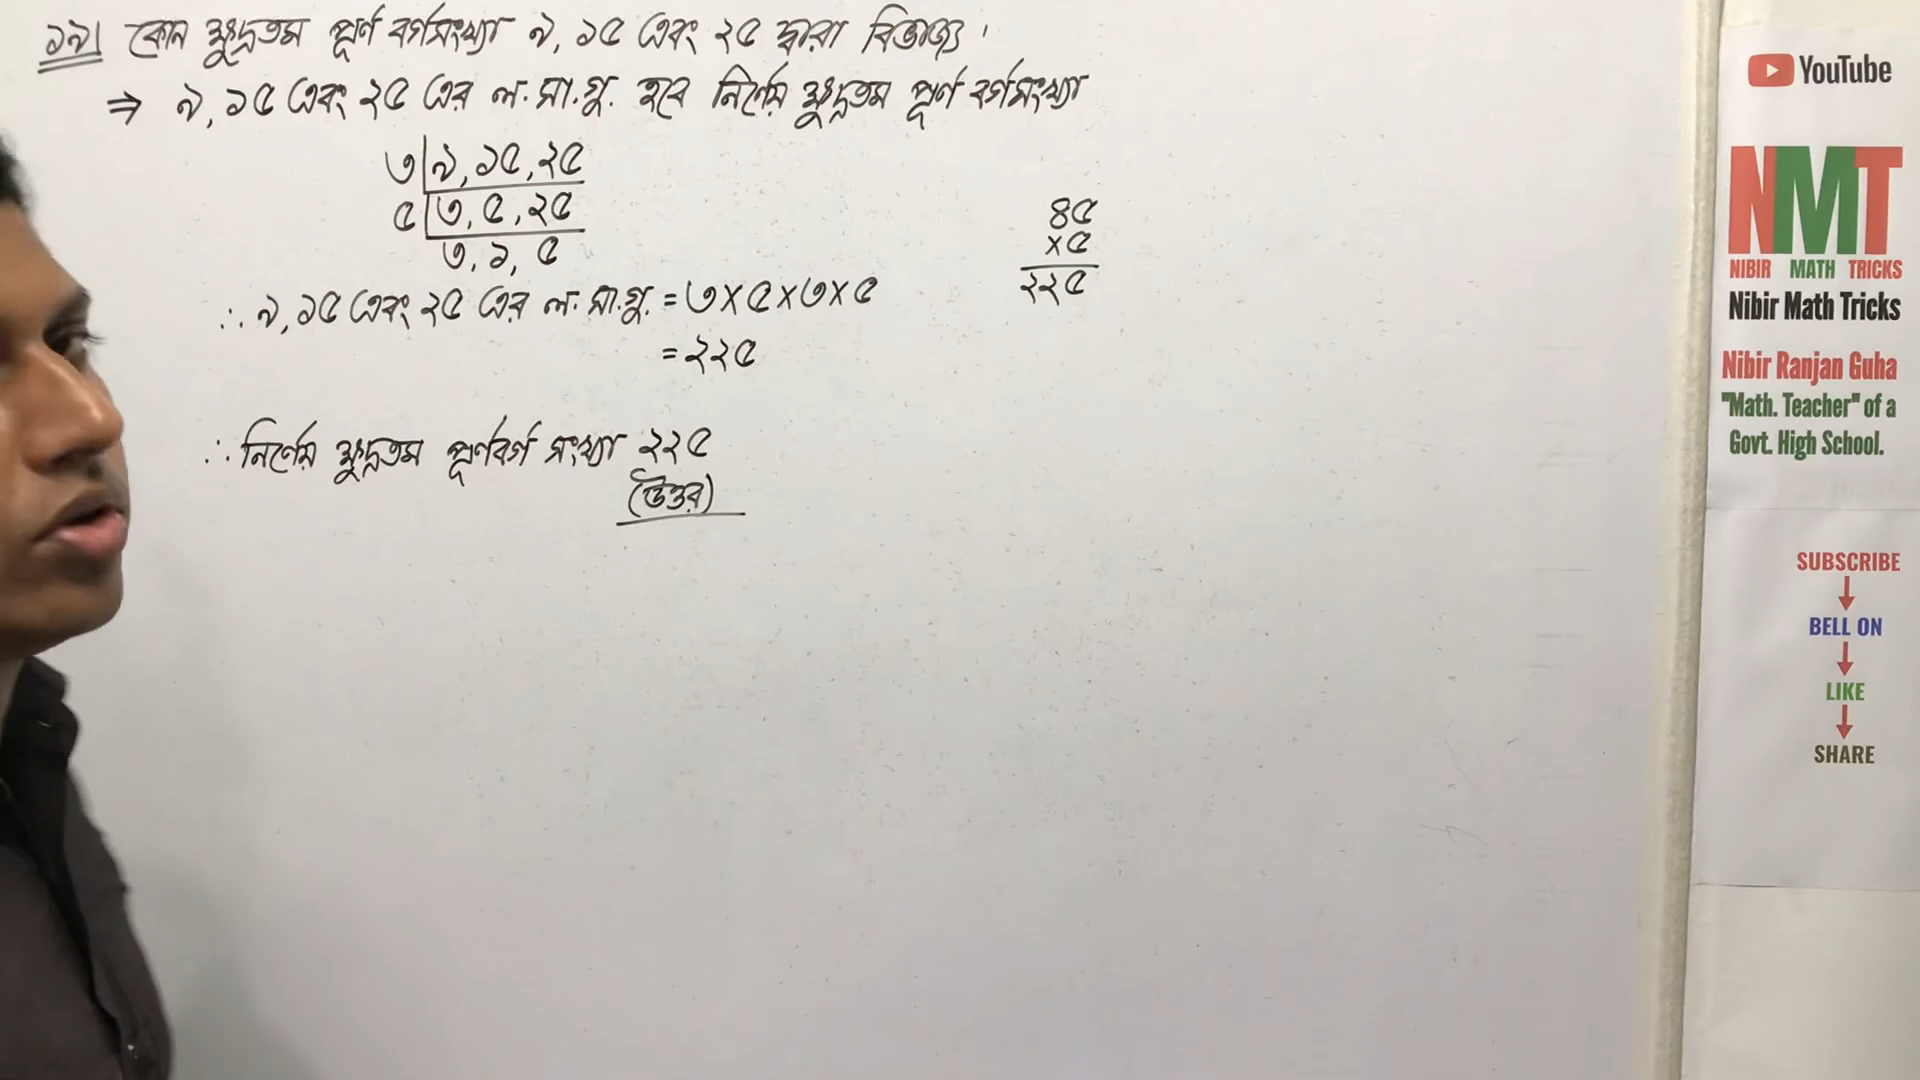 ১৯। কোন ক্ষুদ্রতম পূর্ণ বর্গসংখ্যা ৯, ১৫ এবং ২৫ দ্বারা বিভাজ্য।
⇒ ৯, ১৫ এবং ২৫ এর ল.সা.গু. হবে নির্ণেয় ক্ষুদ্রতম পূর্ণ বর্গসংখ্যা
৩ | ৯, ১৫, ২৫
৫ | ৩, ৫, ২৫
৩, ১, ৫
∴ ৯, ১৫ এবং ২৫ এর ল.সা.গু. = ৩×৫×৩×৫
= ২২৫
∴ নির্ণেয় ক্ষুদ্রতম পূর্ণবর্গ সংখ্যা ২২৫
(উত্তর)
৪৫
×৫
২২৫
YouTube
NMT
NIBIR MATH TRICKS
Nibir Math Tricks
Nibir Ranjan Guha
"Math. Teacher" of a
Govt. High School.
SUBSCRIBE
BELL ON
LIKE
SHARE